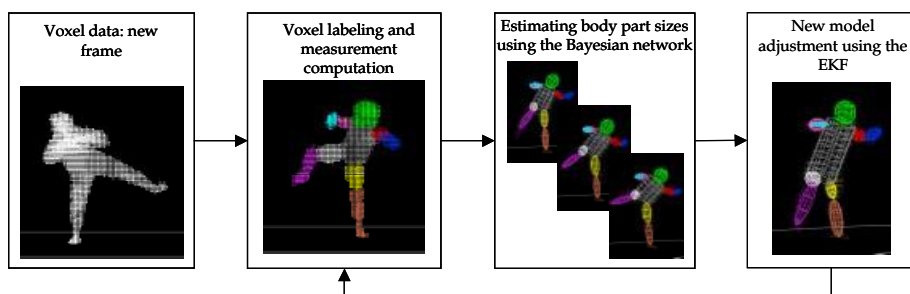 Voxel data: new
frame
Voxel labeling and
measurement
computation
Estimating body part sizes
using the Bayesian network
New model
adjustment using the
EKF